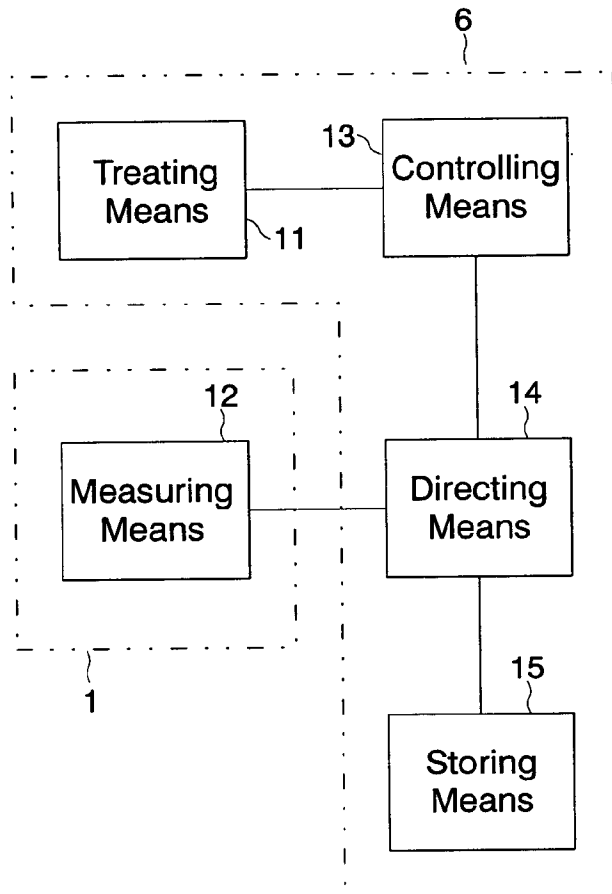 6
Treating
Means
11
13
Controlling
Means
12
Measuring
Means
14
Directing
Means
1
15
Storing
Means